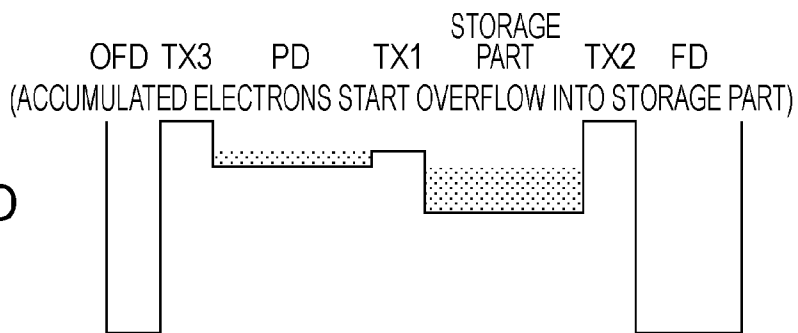 OFD TX3 PD TX1 STORAGE PART TX2 FD
(ACCUMULATED ELECTRONS START OVERFLOW INTO STORAGE PART)